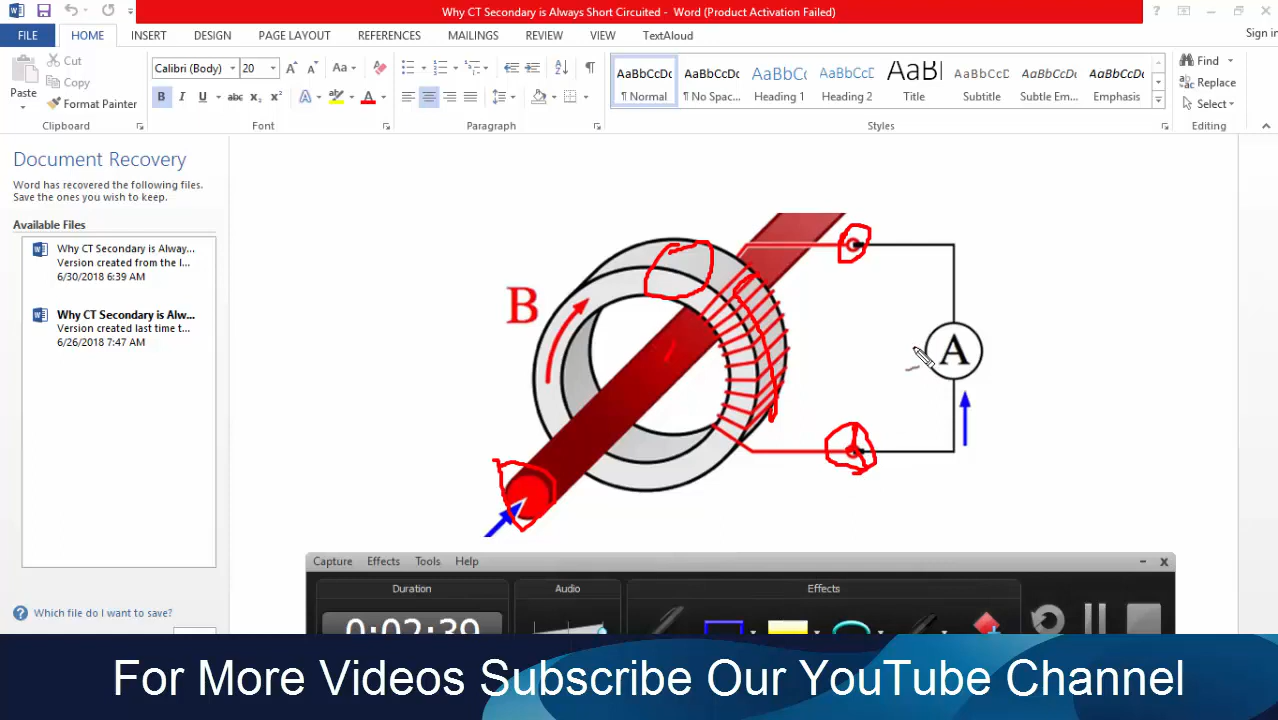 Why CT Secondary is Always Short Circuited - Word (Product Activation Failed)
FILE HOME INSERT DESIGN PAGE LAYOUT REFERENCES MAILINGS REVIEW VIEW TextAloud Sign in
Paste
Cut
Copy
Format Painter
Clipboard
Calibri (Body) 20
Font
Paragraph
AaBbCcDc AaBbCcDc AaBbCc AaBbCcC AaBI AaBbCcD AaBbCcDc AaBbCcDc
¶ Normal ¶ No Spac... Heading 1 Heading 2 Title Subtitle Subtle Em... Emphasis
Styles
Find
Replace
Select
Editing
Document Recovery
Word has recovered the following files.
Save the ones you wish to keep.
Available Files
Why CT Secondary is Alway...
Version created from the l...
6/30/2018 6:39 AM
Why CT Secondary is Alw...
Version created last time t...
6/26/2018 7:47 AM
Which file do I want to save?
B
A
Capture Effects Tools Help
Duration Audio Effects
0:02:39
For More Videos Subscribe Our YouTube Channel